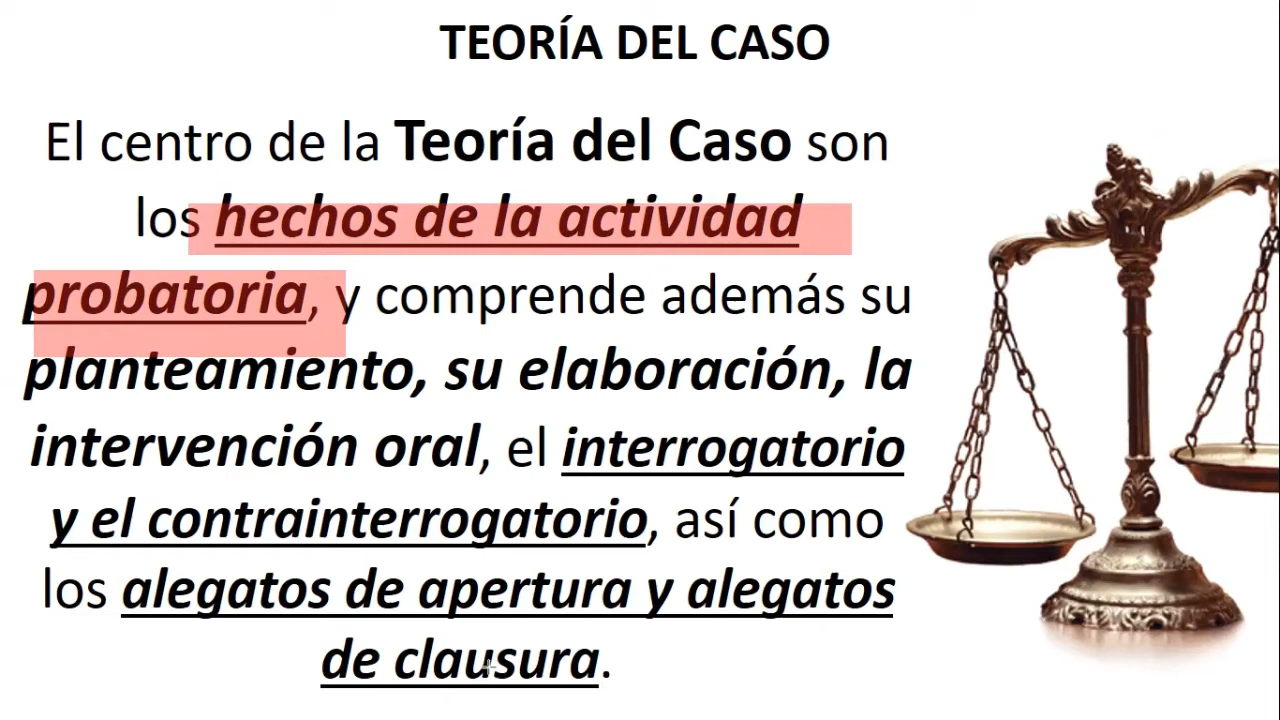 TEORÍA DEL CASO
El centro de la Teoría del Caso son
los hechos de la actividad
probatoria, y comprende además su
planteamiento, su elaboración, la
intervención oral, el interrogatorio
y el contrainterrogatorio, así como
los alegatos de apertura y alegatos
de clausura.